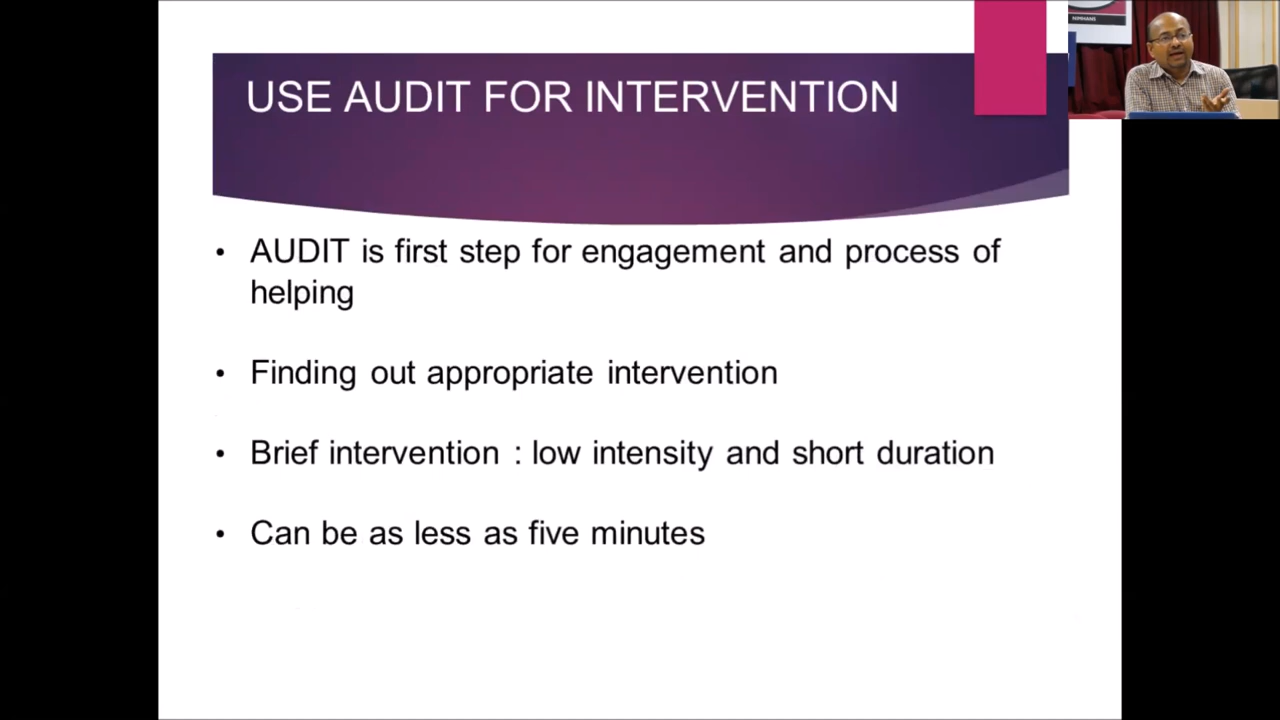 NIMHANS
USE AUDIT FOR INTERVENTION
• AUDIT is first step for engagement and process of
helping
• Finding out appropriate intervention
• Brief intervention : low intensity and short duration
• Can be as less as five minutes